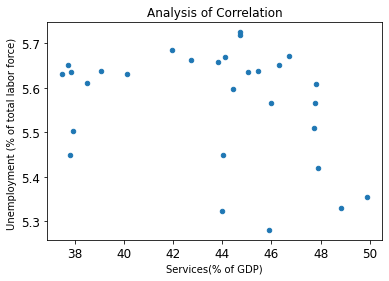 Analysis of Correlation
Unemployment (% of total labor force)
5.7
5.6
5.5
5.4
5.3
38 40 42 44 46 48 50
Services(% of GDP)